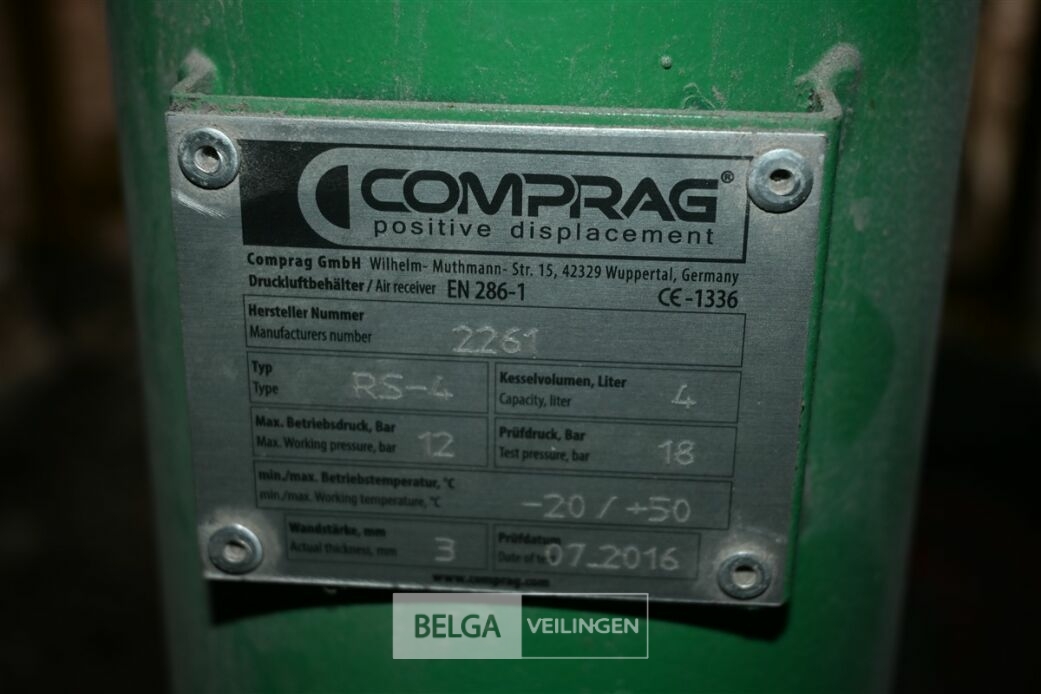 COMPRAG®
positive displacement
Comprag GmbH Wilhelm- Muthmann- Str. 15, 42329 Wuppertal, Germany
Druckluftbehälter / Air receiver EN 286-1 CE-1336
Hersteller Nummer
Manufacturers number 2261
Typ
Type RS-4
Kesselvolumen, Liter
Capacity, liter 4
Max. Betriebsdruck, Bar
Max. Working pressure, bar 12
Prüfdruck, Bar
Test pressure, bar 18
min./max. Betriebstemperatur, °C
min./max. Working temperature, °C -20 / +50
Wandstärke, mm
Actual thickness, mm 3
Prüfdatum
Date of test 07.2016
www.comprag.com
BELGA VEILINGEN